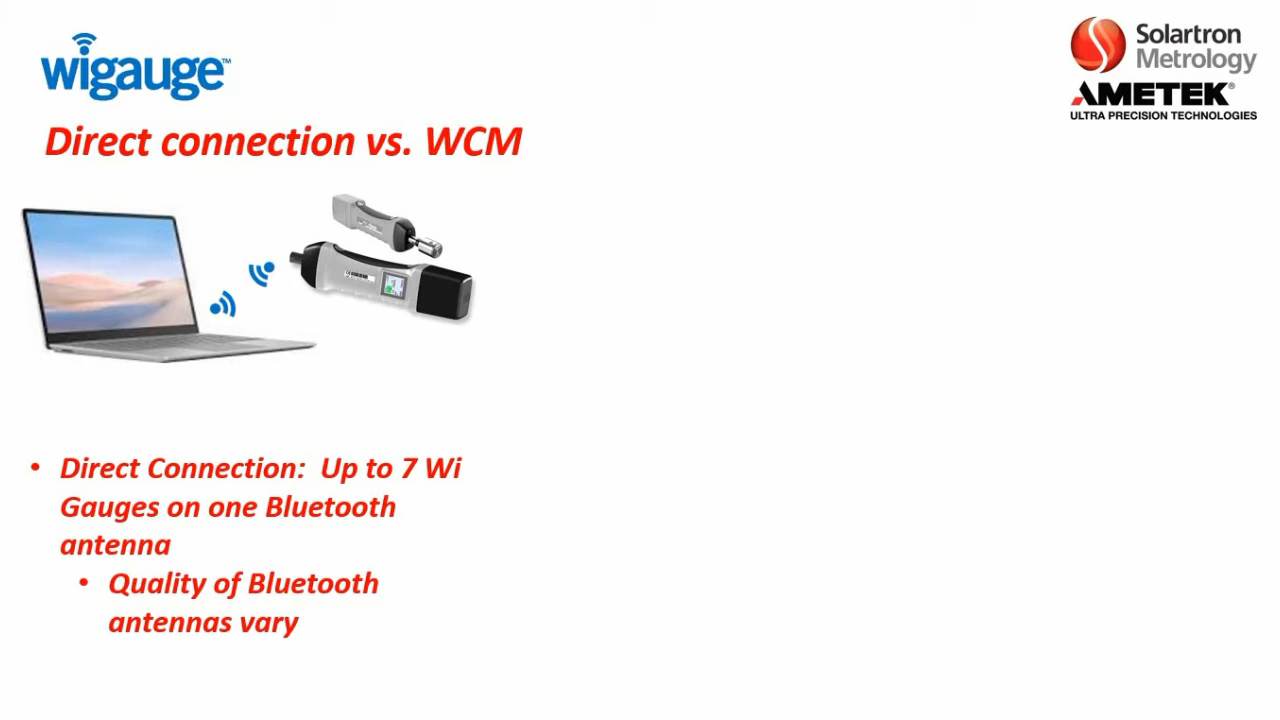 wigauge™
Solartron
Metrology
AMETEK®
ULTRA PRECISION TECHNOLOGIES
Direct connection vs. WCM
• Direct Connection:  Up to 7 Wi
Gauges on one Bluetooth
antenna
• Quality of Bluetooth
antennas vary